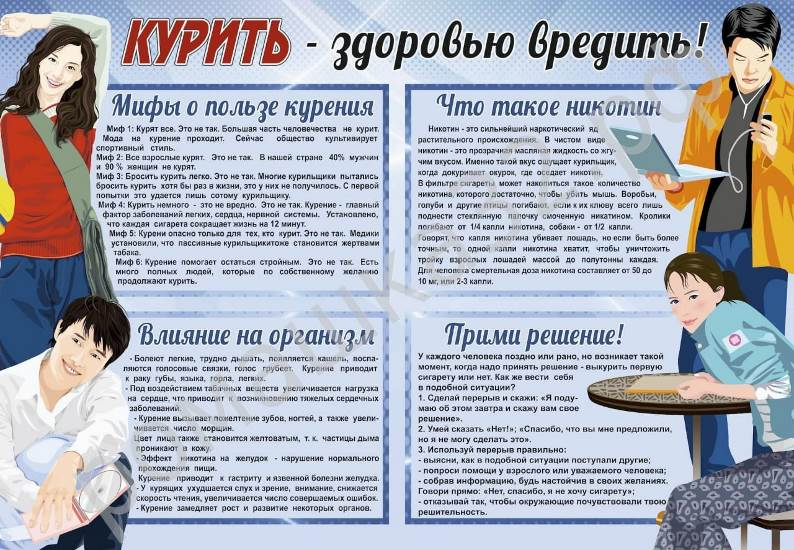 КУРИТЬ - здоровью вредить!
Мифы о пользе курения
Миф 1: Курят все. Это не так. Большая часть человечества не курит.
Мода на курение проходит. Сейчас общество культивирует
спортивный стиль.
Миф 2: Все взрослые курят. Это не так. В нашей стране 40% мужчин
и 90 % женщин не курят.
Миф 3: Бросить курить легко. Это не так. Многие курильщики пытались
бросить курить хотя бы раз в жизни, это у них не получилось. С первой
попытки это удается лишь сотому курильщику.
Миф 4: Курить немного - это не вредно. Это не так. Курение - главный
фактор заболеваний легких, сердца, нервной системы. Установлено,
что каждая сигарета сокращает жизнь на 12 минут.
Миф 5: Курени опасно только для тех, кто курит. Это не так. Медики
установили, что пассивные курильщикитоже становится жертвами
табака.
Миф 6: Курение помогает остаться стройным. Это не так. Есть
много полных людей, которые по собственному желанию
продолжают курить.
Что такое никотин
Никотин - это сильнейший наркотический яд
растительного происхождения. В чистом виде
никотин - это прозрачная масляная жидкость со жгу-
чим вкусом. Именно такой вкус ощущает курильщик,
когда докуривает окурок, где оседает никотин.
В фильтре сигареты может накопиться такое количество
никотина, которого достаточно, чтобы убить мышь. Воробьи,
голуби и другие птицы погибают, если к их клюву всего лишь
поднести стеклянную палочку смоченную никатином. Кролики
погибают от 1/4 капли никотина, собаки - от 1/2 капли.
Говорят, что капля никотина убивает лошадь, но если быть более
точным, то одной капли никотина хватит, чтобы уничтожить
тройку взрослых лошадей массой до полутонны каждая.
Для человека смертельная доза никотина составляет от 50 до
10 мг, или 2-3 капли.
Влияние на организм
- Болеют легкие, трудно дышать, появляется кашель, воспа-
ляются голосовые связки, голос грубеет. Курение приводит
к раку губы, языка, горла, легких.
- Под воздействием табачных веществ увеличивается нагрузка
на сердце, что приводит к возникновению тяжелых сердечных
заболеваний.
- Курение вызывает пожелтение зубов, ногтей, а также увели-
чивается число морщин.
Цвет лица также становится желтоватым, т. к. частицы дыма
проникают в кожу.
- Эффект никотина на желудок - нарушение нормального
прохождения пищи.
Курение приводит к гастриту и язвенной болезни желудка.
- У курящих ухудшается слух и зрение, внимание, снижается
скорость чтения, увеличивается число совершаемых ошибок.
- Курение замедляет рост и развитие некоторых органов.
Прими решение!
У каждого человека поздно или рано, но возникает такой
момент, когда надо принять решение - выкурить первую
сигарету или нет. Как же вести себя
в подобной ситуации?
1. Сделай перерыв и скажи: «Я поду-
маю об этом завтра и скажу вам свое
решение».
2. Умей сказать «Нет!»; «Спасибо, что вы мне предложили,
но я не могу сделать это».
3. Используй перерыв правильно:
- выясни, как в подобной ситуации поступали другие;
- попроси помощи у взрослого или уважаемого человека;
- собрав информацию, будь настойчив в своих желаниях.
Говори прямо: «Нет, спасибо, я не хочу сигарету»;
- отказывай так, чтобы окружающие почувствовали твою
решительность.